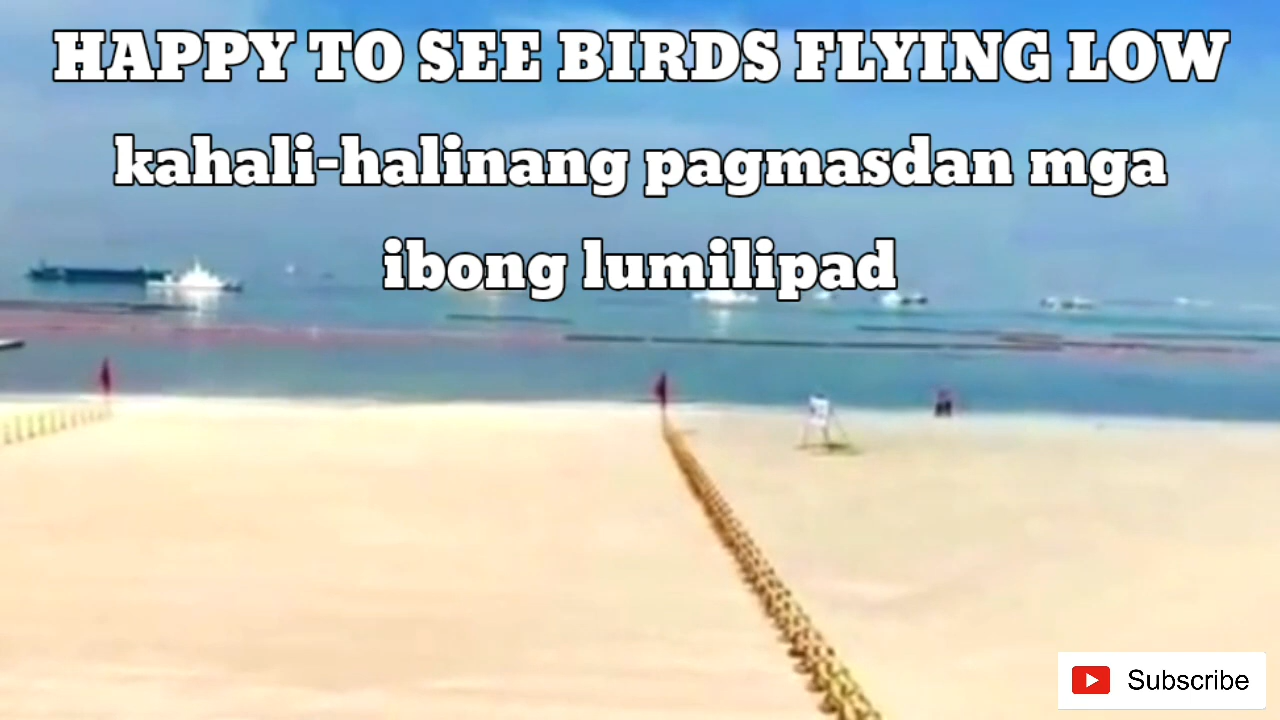 HAPPY TO SEE BIRDS FLYING LOW
kahali-halinang pagmasdan mga
ibong lumilipad
Subscribe